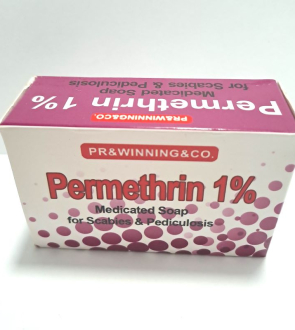 Permethrin 1%
Medicated Soap
for Scabies & Pediculosis
PR&WINNING&CO.
PR&WINNING&CO.
Permethrin 1%
Medicated Soap
for Scabies & Pediculosis